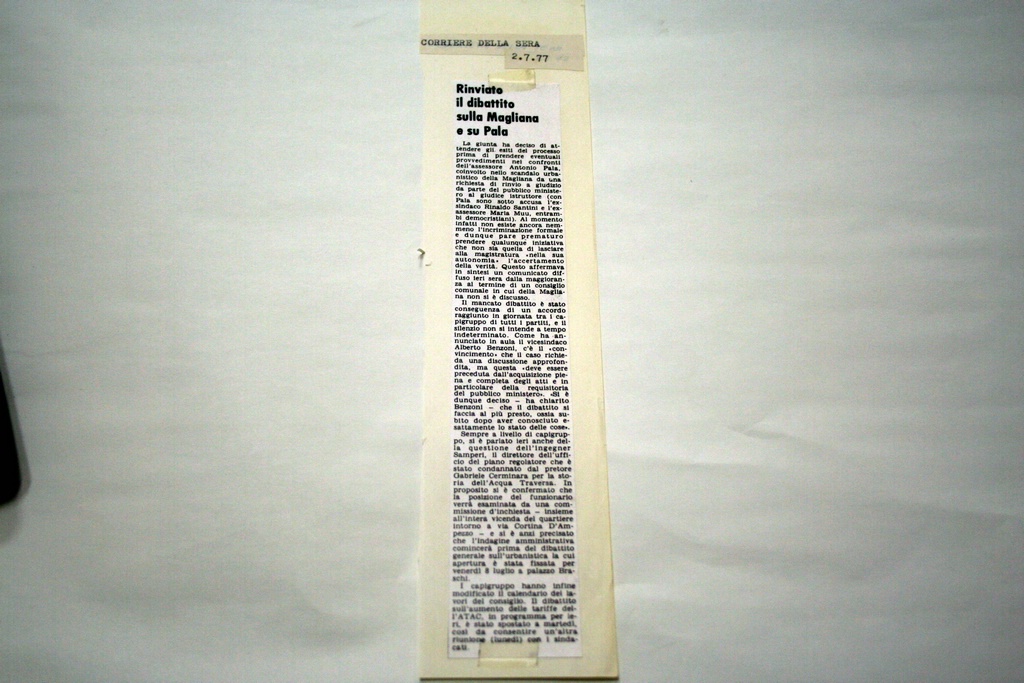 CORRIERE DELLA SERA
2.7.77
Rinviato
il dibattito
sulla Magliana
e su Pala
La giunta ha deciso di at-
tendere gli esiti del processo
prima di prendere eventuali
provvedimenti nei confronti
dell'assessore Antonio Pala,
coinvolto nello scandalo urba-
nistico della Magliana da una
richiesta di rinvio a giudizio
da parte del pubblico ministe-
ro al giudice istruttore (con
Pala sono sotto accusa l'ex-
sindaco Rinaldo Santini e l'ex-
assessore Maria Muu, entram-
bi democristiani). Al momento
infatti non esiste ancora nem-
meno l'incriminazione formale
e dunque pare prematuro
prendere qualunque iniziativa
che non sia quella di lasciare
alla magistratura «nella sua
autonomia» l'accertamento
della verità. Questo affermava
in sintesi un comunicato dif-
fuso ieri sera dalla maggioran-
za al termine di un consiglio
comunale in cui della Maglia-
na non si è discusso.
Il mancato dibattito è stato
conseguenza di un accordo
raggiunto in giornata tra i ca-
pigruppo di tutti i partiti, e il
silenzio non si intende a tempo
indeterminato. Come ha an-
nunciato in aula il vicesindaco
Alberto Benzoni, c'è il «con-
vincimento» che il caso richie-
da una discussione approfon-
dita, ma questa «deve essere
preceduta dall'acquisizione pie-
na e completa degli atti e in
particolare della requisitoria
del pubblico ministero». «Si è
dunque deciso — ha chiarito
Benzoni — che il dibattito si
faccia al più presto, ossia su-
bito dopo aver conosciuto e-
sattamente lo stato delle cose».
Sempre a livello di capigrup-
po, si è parlato ieri anche del-
la questione dell'ingegner
Samperi, il direttore dell'uffi-
cio del piano regolatore che è
stato condannato dal pretore
Gabriele Cerminara per la sto-
ria dell'Acqua Traversa. In
proposito si è confermato che
la posizione del funzionario
verrà esaminata da una com-
missione d'inchiesta — insieme
all'intera vicenda del quartiere
intorno a via Cortina D'Am-
pezzo — e si è anzi precisato
che l'indagine amministrativa
comincerà prima del dibattito
generale sull'urbanistica la cui
apertura è stata fissata per
venerdì 8 luglio a palazzo Bra-
schi.
I capigruppo hanno infine
modificato il calendario dei la-
vori del consiglio. Il dibattito
sull'aumento delle tariffe del-
l'ATAC, in programma per ie-
ri, è stato spostato a martedì,
così da consentire un'altra
riunione (lunedì) con i sinda-
cati.